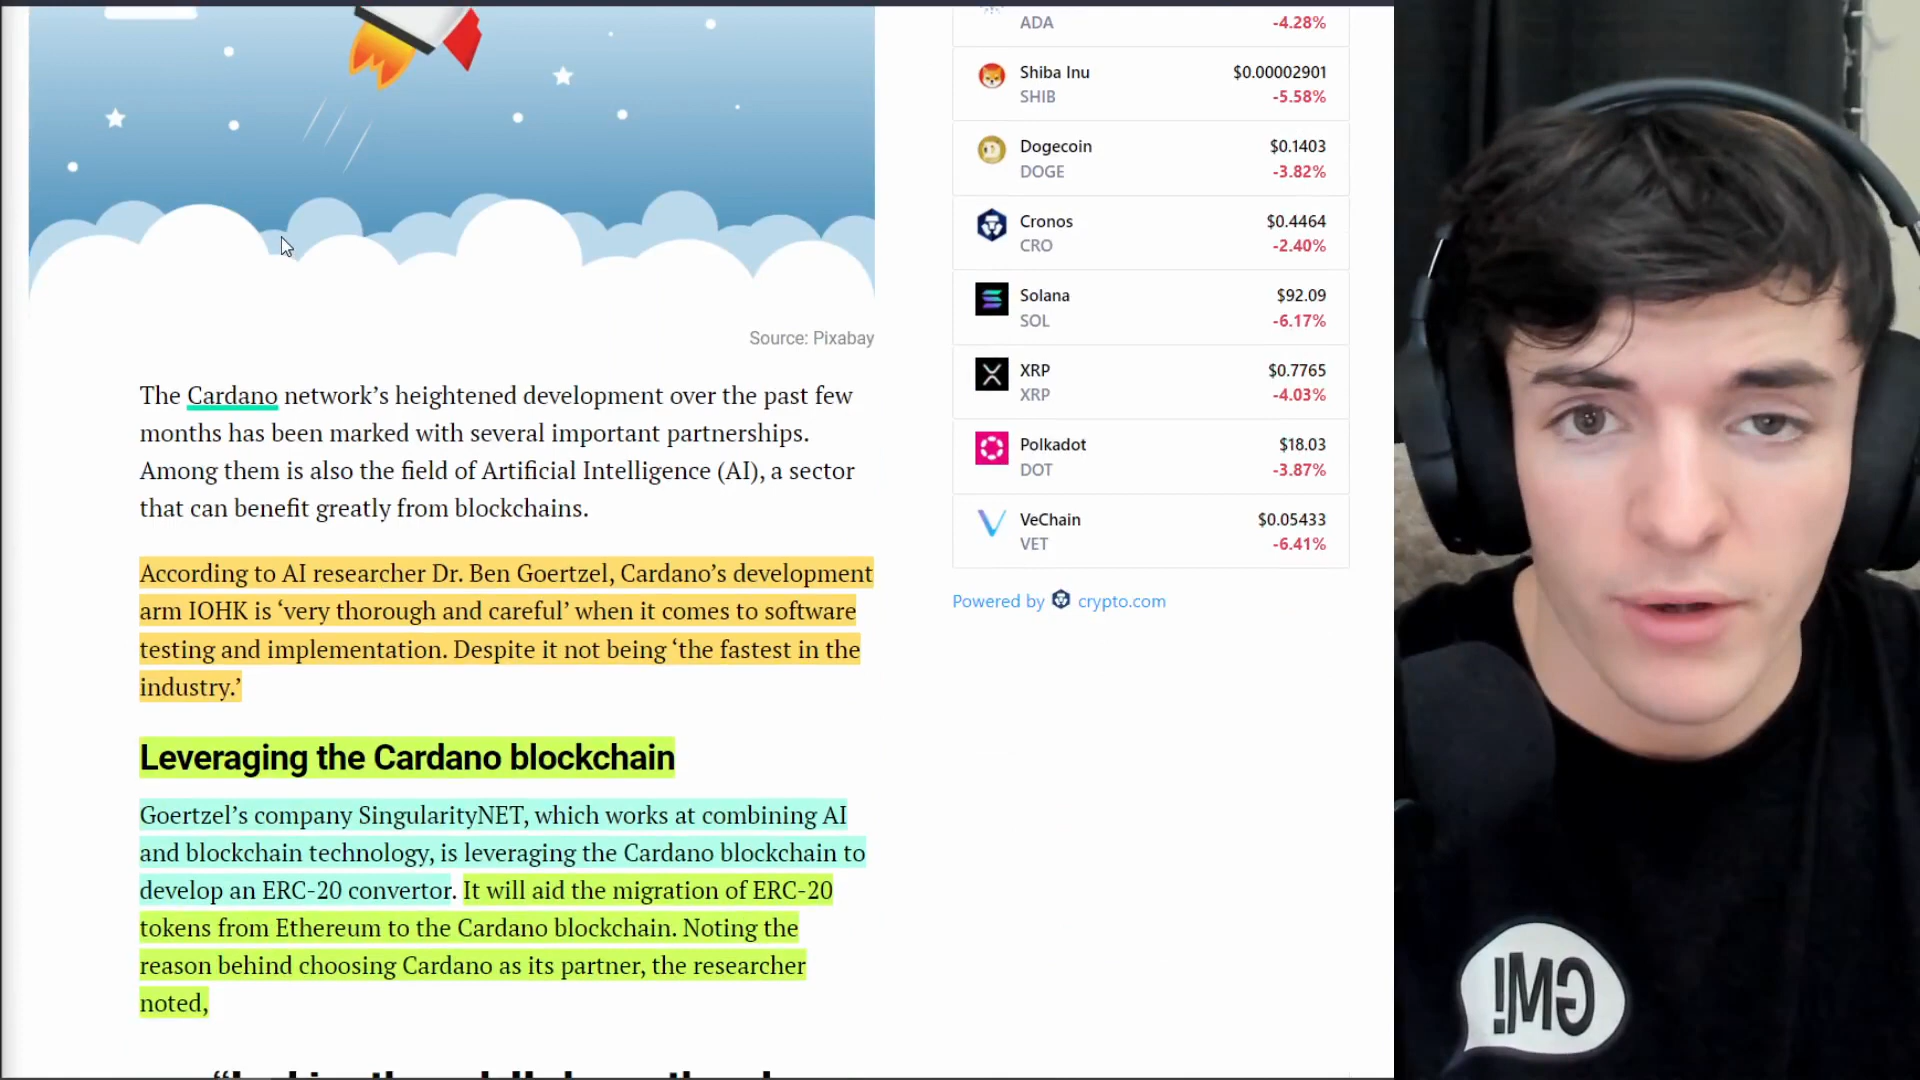 Source: Pixabay
The Cardano network’s heightened development over the past few
months has been marked with several important partnerships.
Among them is also the field of Artificial Intelligence (AI), a sector
that can benefit greatly from blockchains.
According to AI researcher Dr. Ben Goertzel, Cardano’s development
arm IOHK is ‘very thorough and careful’ when it comes to software
testing and implementation. Despite it not being ‘the fastest in the
industry.’
Leveraging the Cardano blockchain
Goertzel’s company SingularityNET, which works at combining AI
and blockchain technology, is leveraging the Cardano blockchain to
develop an ERC-20 convertor. It will aid the migration of ERC-20
tokens from Ethereum to the Cardano blockchain. Noting the
reason behind choosing Cardano as its partner, the researcher
noted,
ADA -4.28%
Shiba Inu $0.00002901
SHIB -5.58%
Dogecoin $0.1403
DOGE -3.82%
Cronos $0.4464
CRO -2.40%
Solana $92.09
SOL -6.17%
XRP $0.7765
XRP -4.03%
Polkadot $18.03
DOT -3.87%
VeChain $0.05433
VET -6.41%
Powered by crypto.com
GM!